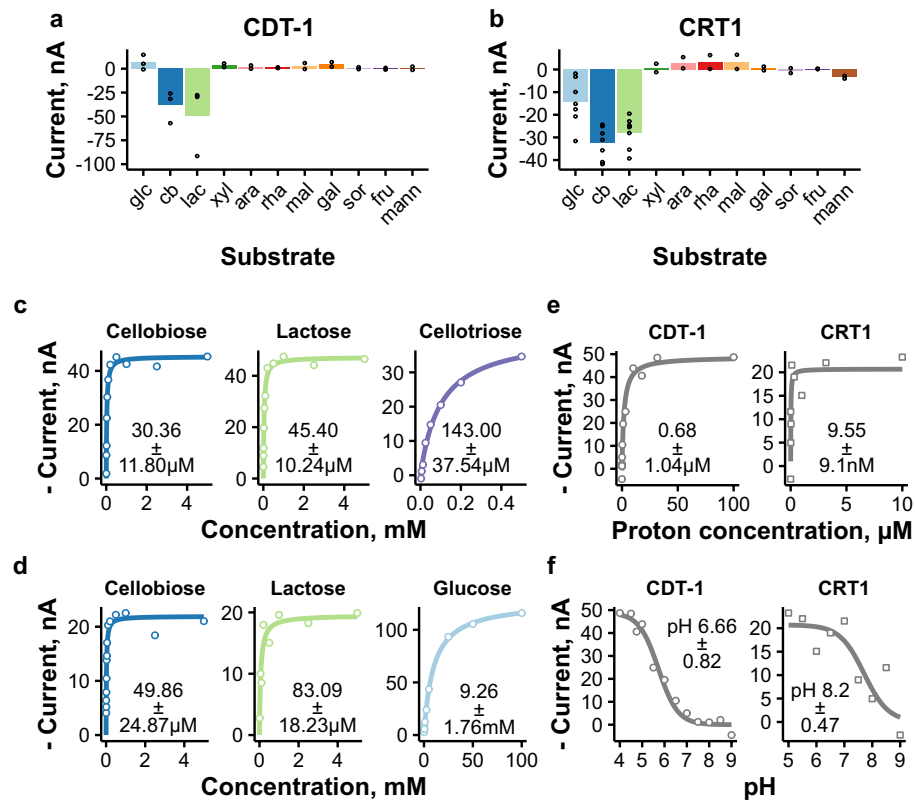 a
CDT-1
Current, nA
0
-25
-50
-75
-100
glc cb lac xyl ara rha mal gal sor fru mann
Substrate
b
CRT1
Current, nA
0
-10
-20
-30
-40
glc cb lac xyl ara rha mal gal sor fru mann
Substrate
c
- Current, nA
Cellobiose
40
20
0
30.36
±
11.80µM
0 2 4
Lactose
40
20
0
45.40
±
10.24µM
0 2 4
Cellotriose
30
20
10
0
143.00
±
37.54µM
0 0.2 0.4
Concentration, mM
e
- Current, nA
CDT-1
50
40
30
20
10
0
0.68
±
1.04µM
0 50 100
CRT1
20
15
10
5
0
9.55
±
9.1nM
0 5 10
Proton concentration, µM
d
- Current, nA
Cellobiose
20
10
0
49.86
±
24.87µM
0 2 4
Lactose
20
10
0
83.09
±
18.23µM
0 2 4
Glucose
90
60
30
0
9.26
±
1.76mM
0 50 100
Concentration, mM
f
- Current, nA
CDT-1
50
40
30
20
10
0
pH 6.66
±
0.82
4 5 6 7 8 9
CRT1
20
15
10
5
0
pH 8.2
±
0.47
5 6 7 8 9
pH